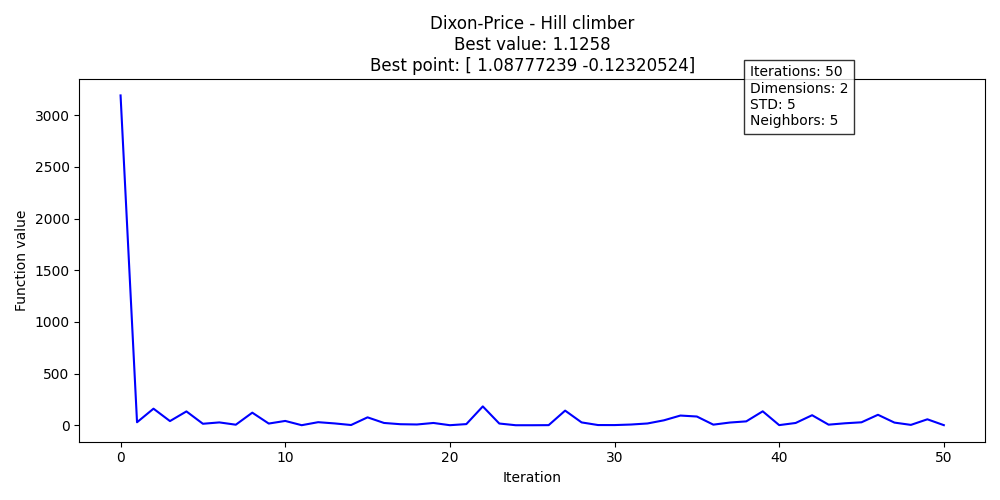 Dixon-Price - Hill climber
Best value: 1.1258
Best point: [ 1.08777239 -0.12320524]
Iterations: 50
Dimensions: 2
STD: 5
Neighbors: 5
3000
2500
2000
1500
1000
500
0
Function value
0 10 20 30 40 50
Iteration